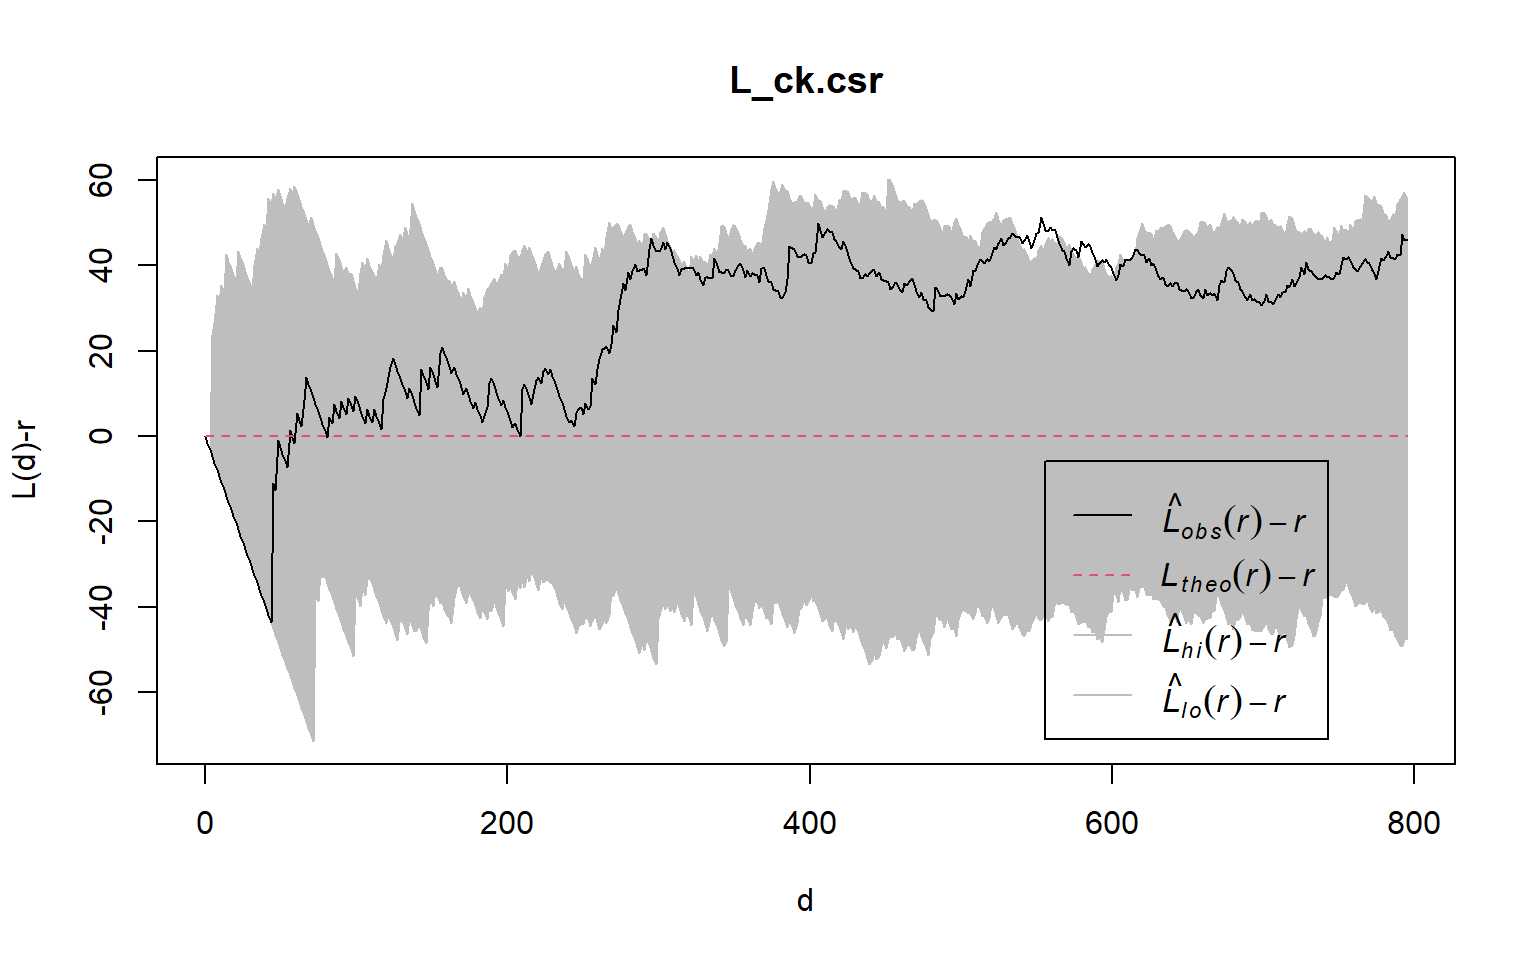 L_ck.csr
L(d)-r
60
40
20
0
-20
-40
-60
L̂obs(r) − r
Ltheo(r) − r
L̂hi(r) − r
L̂lo(r) − r
0 200 400 600 800
d